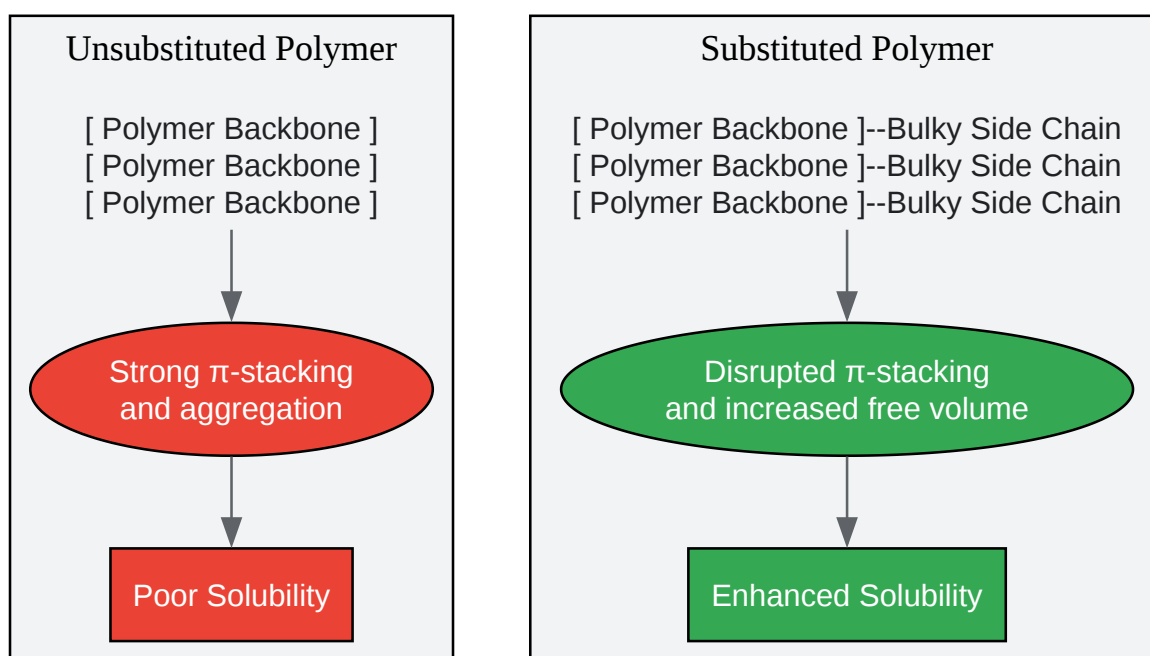 Unsubstituted Polymer
[ Polymer Backbone ]
[ Polymer Backbone ]
[ Polymer Backbone ]
Strong π-stacking
and aggregation
Poor Solubility
Substituted Polymer
[ Polymer Backbone ]--Bulky Side Chain
[ Polymer Backbone ]--Bulky Side Chain
[ Polymer Backbone ]--Bulky Side Chain
Disrupted π-stacking
and increased free volume
Enhanced Solubility